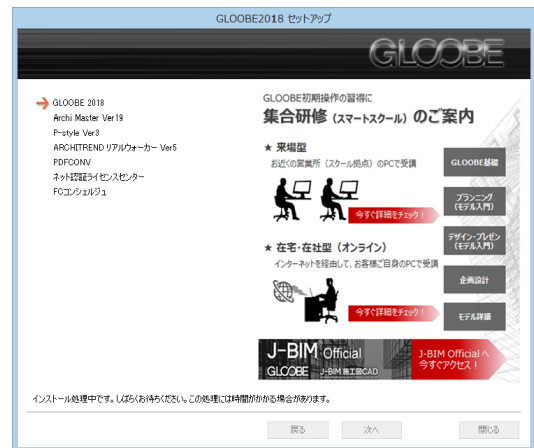 GLOOBE2018 セットアップ
GLOOBE
GLOOBE 2018
Archi Master Ver19
P-style Ver3
ARCHITREND リアルウォーカー Ver5
PDFCONV
ネット認証ライセンスセンター
FCコンシェルジュ
GLOOBE初期操作の習得に
集合研修（スマートスクール）のご案内
★ 来場型
お近くの営業所（スクール拠点）のPCで受講
今すぐ詳細をチェック！
★ 在宅・在社型（オンライン）
インターネットを経由して、お客様ご自身のPCで受講
今すぐ詳細をチェック！
GLOOBE基礎
プランニング
（モデル入門）
デザイン・プレゼン
（モデル入門）
企画設計
モデル詳細
J-BIM Official
GLOOBE J-BIM 施工図CAD
J-BIM Official へ
今すぐアクセス！
インストール処理中です。しばらくお待ちください。この処理には時間がかかる場合があります。
戻る
次へ
閉じる